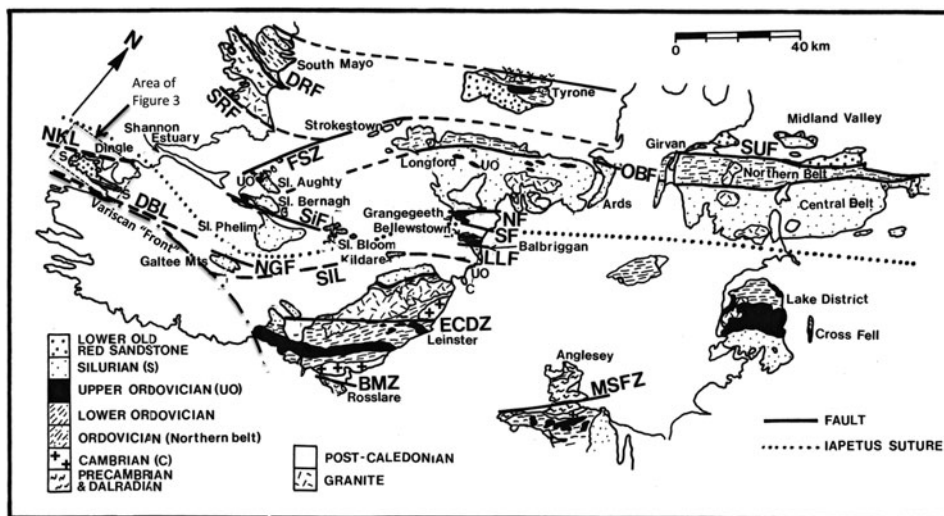 N
0 40 km
South Mayo
DRF
SRF
Tyrone
Area of
Figure 3
Shannon
Estuary
NKL
Dingle
S
S
Strokestown
FSZ
Longford
UO
Girvan
SUF
Midland Valley
Northern Belt
OBF
Ards
Central Belt
UO
Sl. Aughty
Sl. Bernagh
SiF
DBL
Variscan "Front"
Sl. Phelim
Galtee Mts
NGF
SIL
Sl. Bloom
Kildare
Grangegeeth
Bellewstown
NF
SF
Balbriggan
LLF
UO
C
ECDZ
Leinster
BMZ
Rosslare
Anglesey
MSFZ
Lake District
Cross Fell
LOWER OLD
RED SANDSTONE
SILURIAN (S)
UPPER ORDOVICIAN (UO)
LOWER ORDOVICIAN
ORDOVICIAN (Northern belt)
CAMBRIAN (C)
PRECAMBRIAN
& DALRADIAN
POST-CALEDONIAN
GRANITE
FAULT
IAPETUS SUTURE